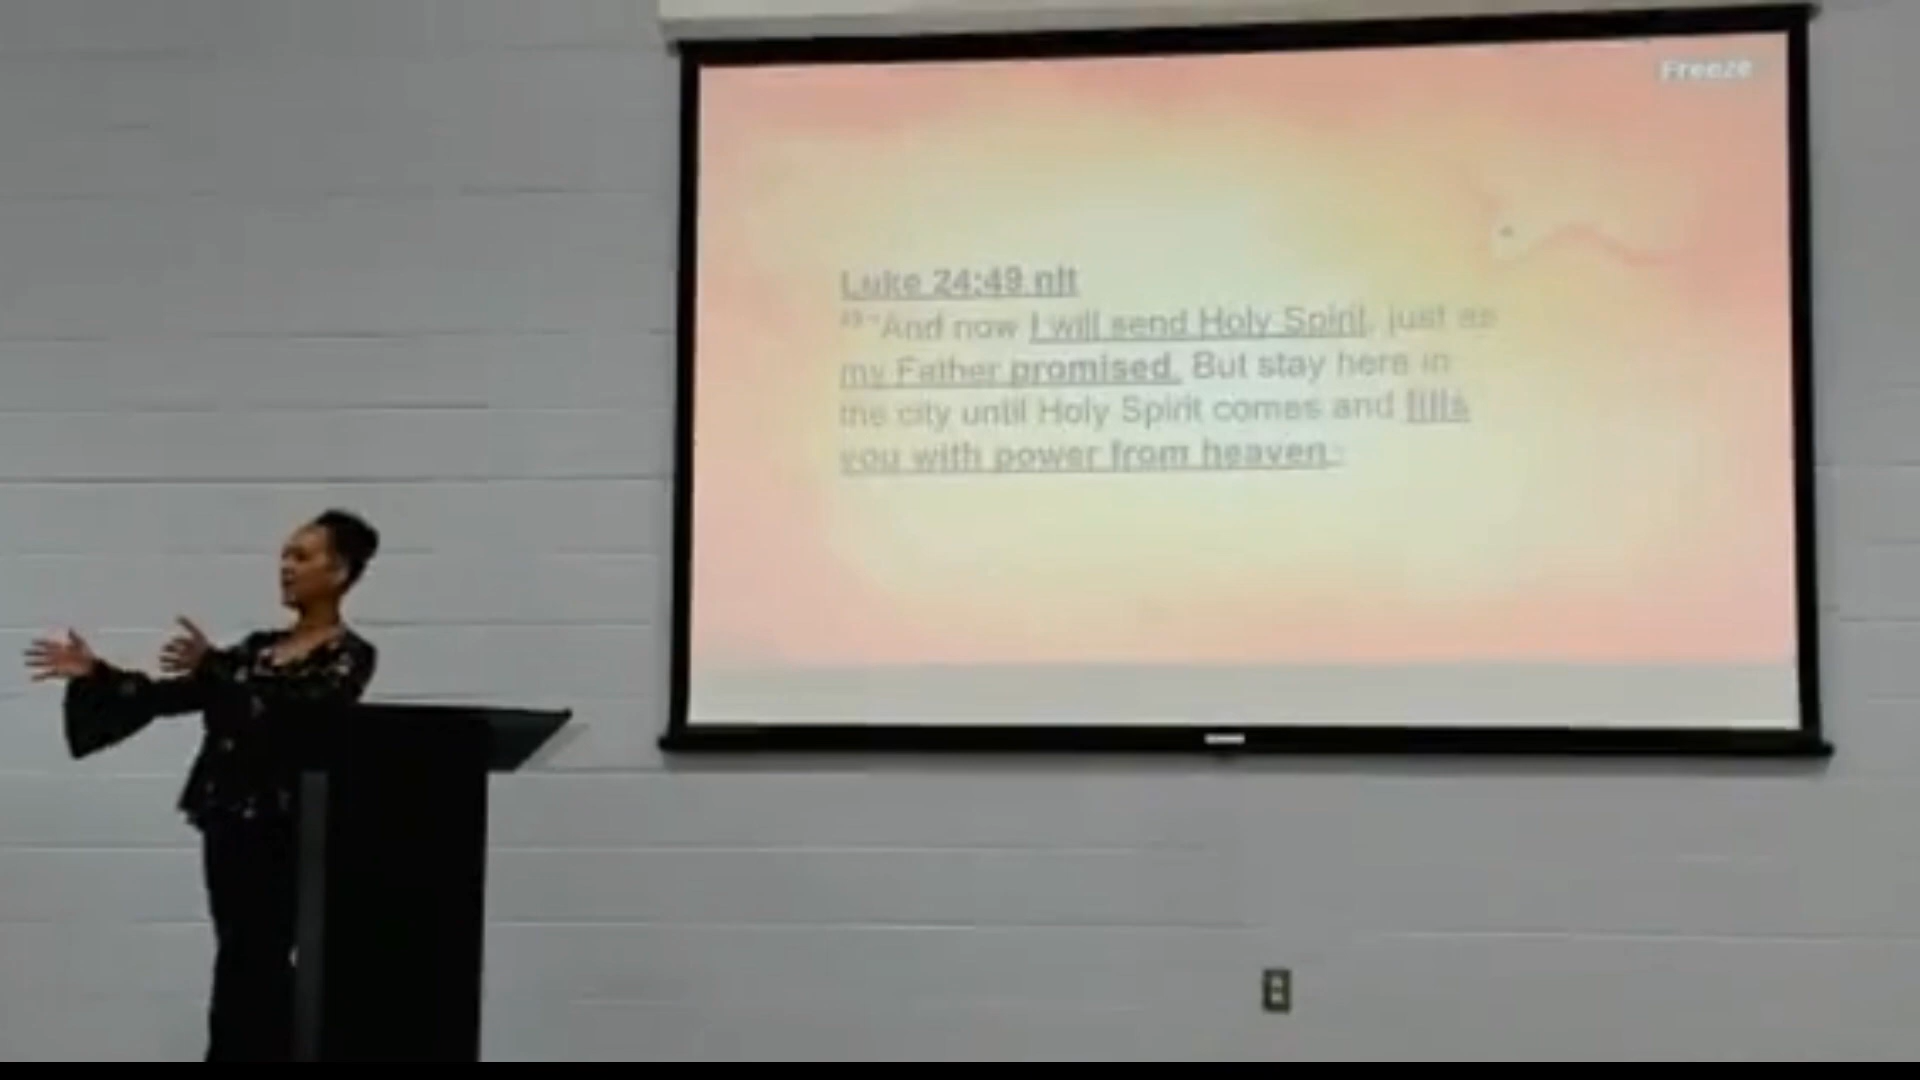 Freeze
Luke 24:49 nlt
49 "And now I will send Holy Spirit, just as
my Father promised. But stay here in
the city until Holy Spirit comes and fills
you with power from heaven."